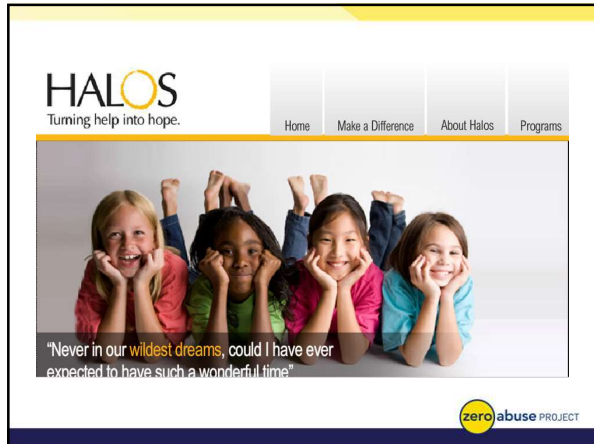 HALOS
Turning help into hope.
Home Make a Difference About Halos Programs
“Never in our wildest dreams, could I have ever
expected to have such a wonderful time”
zero abuse PROJECT